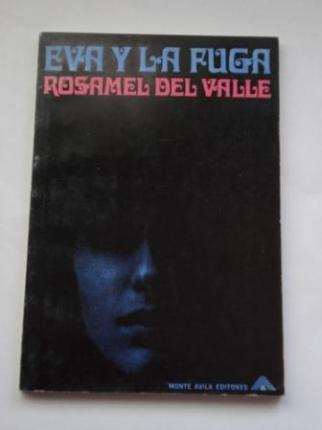 EVA Y LA FUGA
ROSAMEL DEL VALLE
MONTE AVILA EDITORES